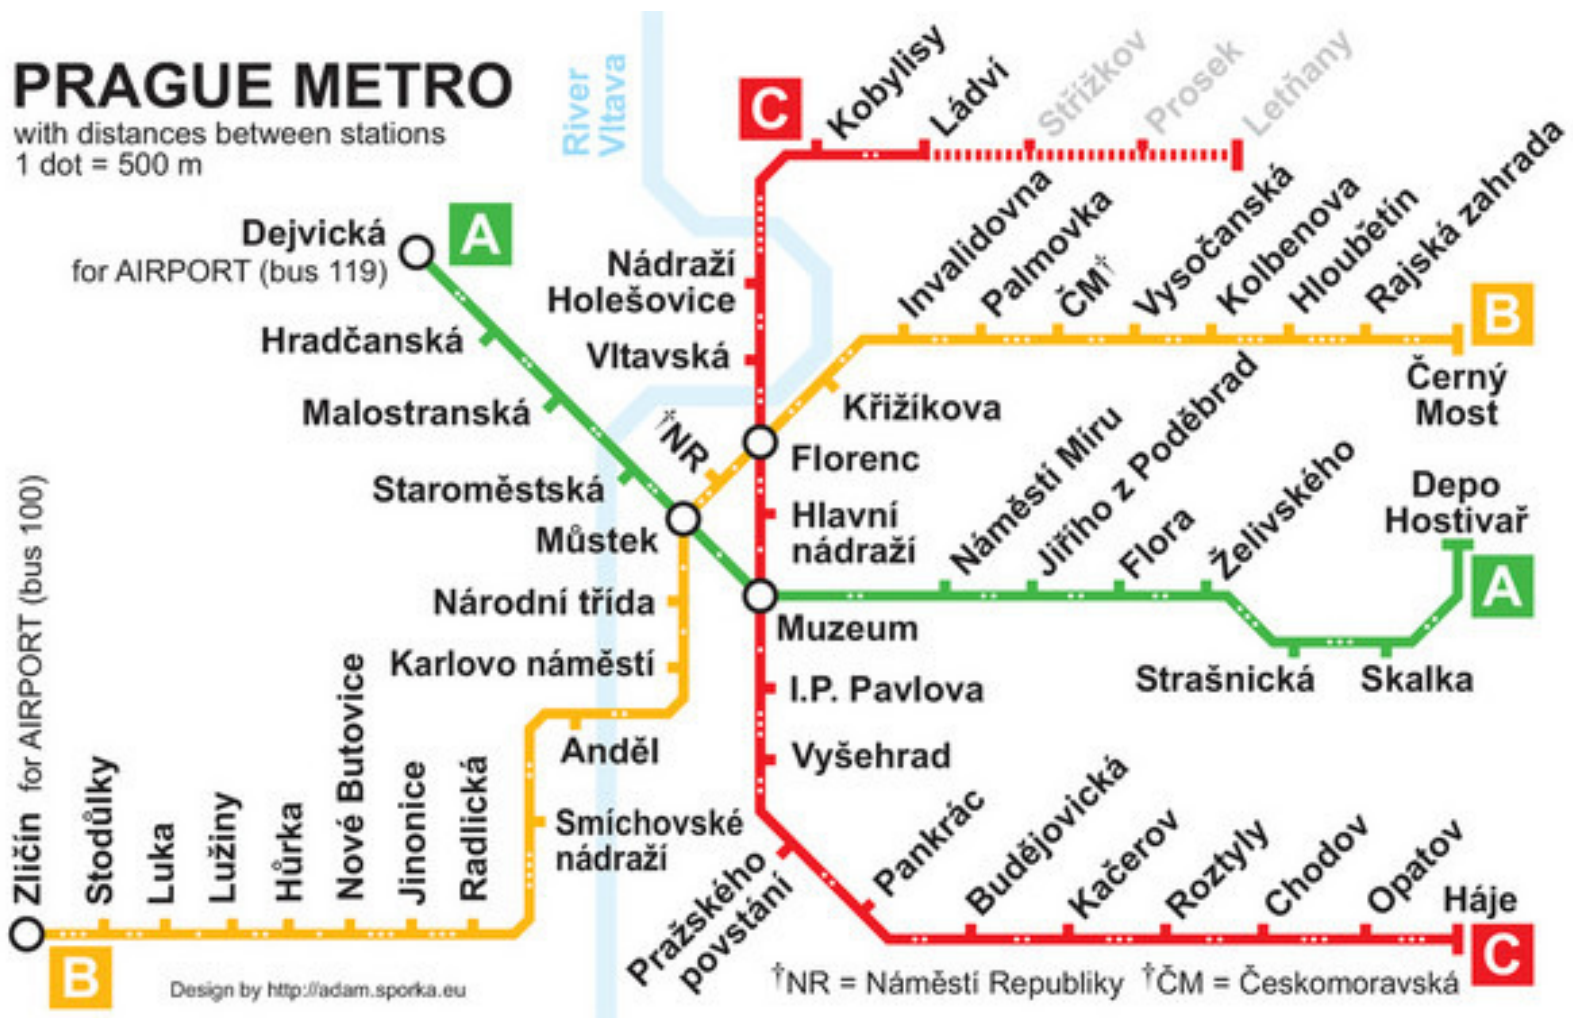 PRAGUE METRO
with distances between stations
1 dot = 500 m
River
Vltava
C
Kobylisy
Ládví
Střížkov
Prosek
Letňany
A
Dejvická
for AIRPORT (bus 119)
Hradčanská
Malostranská
Staroměstská
Můstek
Nádraží
Holešovice
Vltavská
†NR
Florenc
Křižíkova
Invalidovna
Palmovka
ČM†
Vysočanská
Kolbenova
Hloubětín
Rajská zahrada
B
Černý
Most
Hlavní
nádraží
Muzeum
Náměstí Míru
Jiřího z Poděbrad
Flora
Želivského
Strašnická
Skalka
Depo
Hostivař
A
Národní třída
Karlovo náměstí
Anděl
Smíchovské
nádraží
Radlická
Jinonice
Nové Butovice
Hůrka
Lužiny
Luka
Stodůlky
Zličín for AIRPORT (bus 100)
B
I.P. Pavlova
Vyšehrad
Pražského
povstání
Pankrác
Budějovická
Kačerov
Roztyly
Chodov
Opatov
Háje
C
Design by http://adam.sporka.eu
†NR = Náměstí Republiky †ČM = Českomoravská